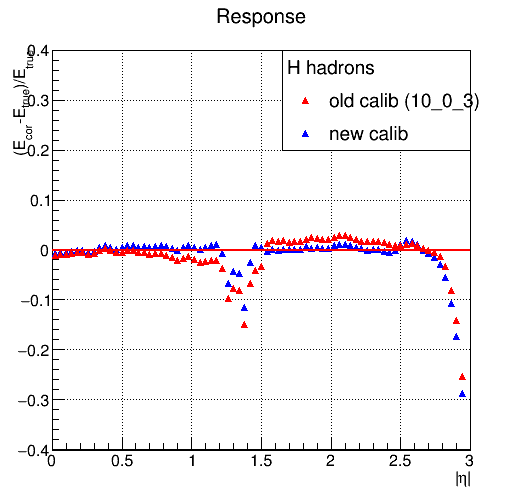 Response
(E_cor-E_true)/E_true
H hadrons
old calib (10_0_3)
new calib
0.4
0.3
0.2
0.1
0
−0.1
−0.2
−0.3
−0.4
0 0.5 1 1.5 2 2.5 3
|η|